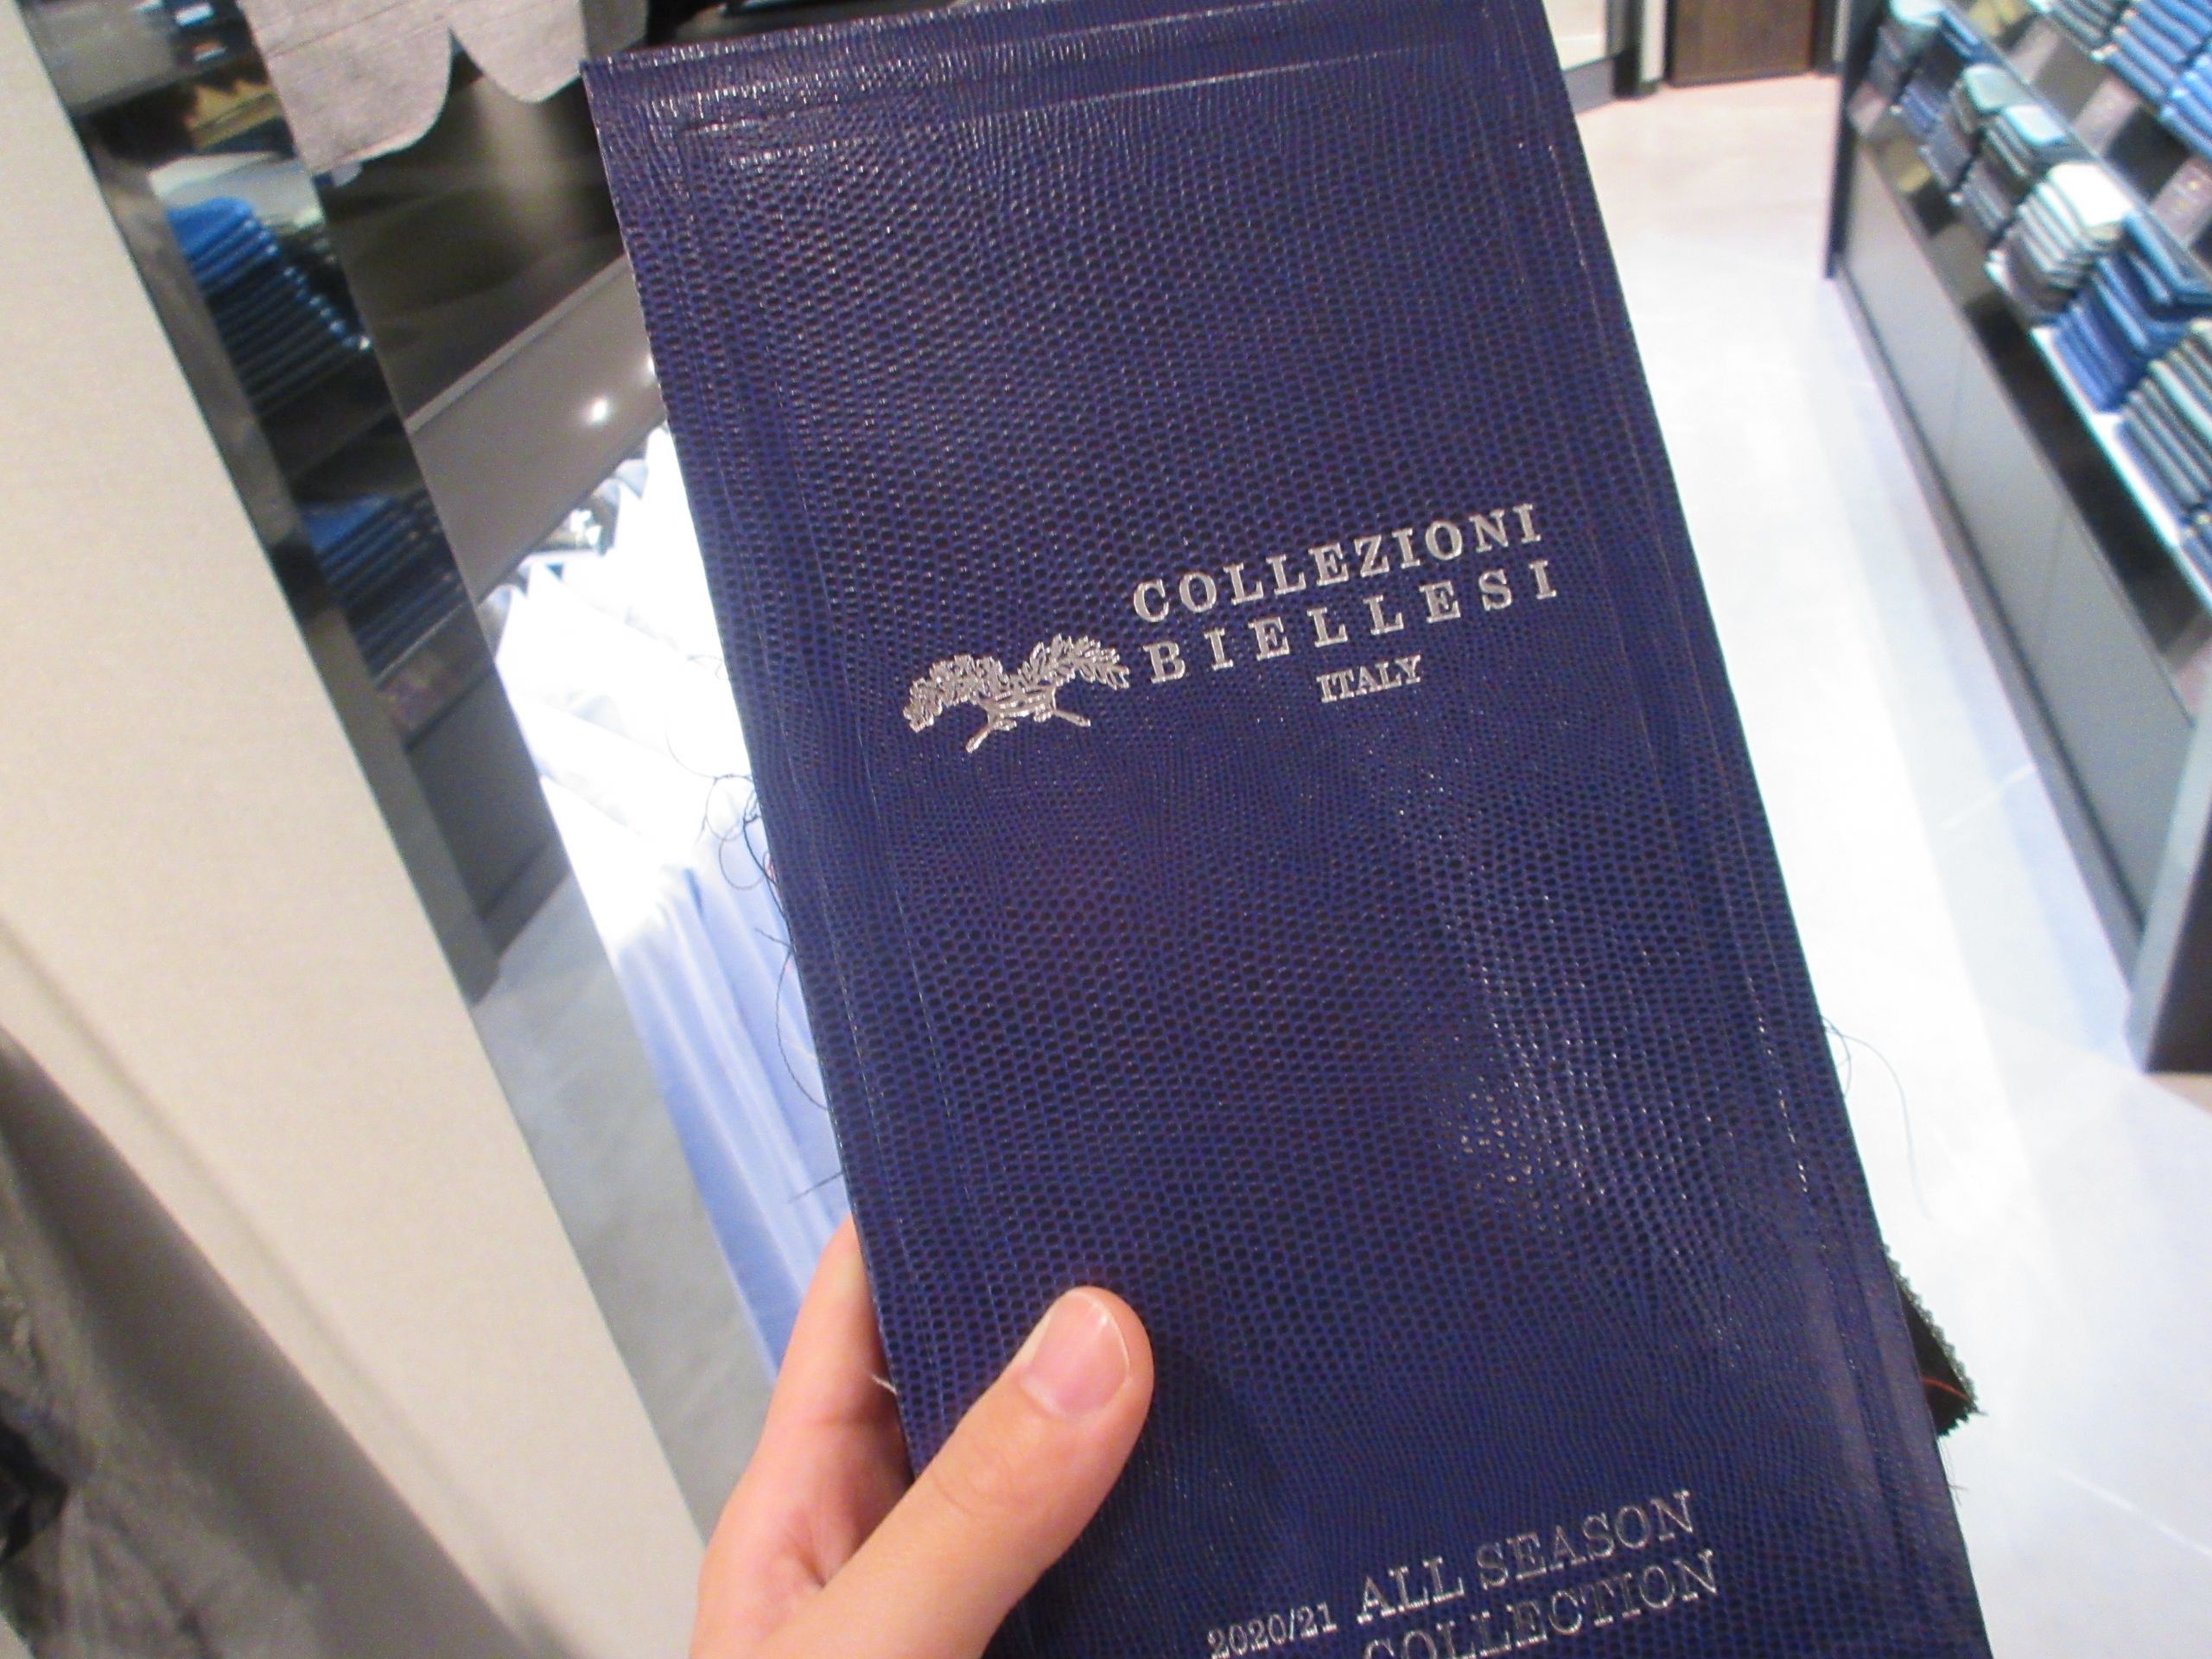 COLLEZIONI
BIELLESI
ITALY
2020/21 ALL SEASON
COLLECTION